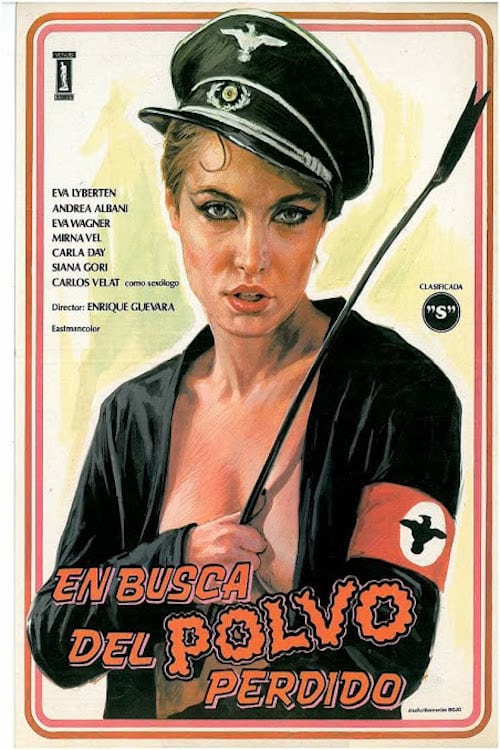 EVA LYBERTEN
ANDREA ALBANI
EVA WAGNER
MIRNA VEL
CARLA DAY
SIANA GORI
CARLOS VELAT como sexólogo
Director: ENRIQUE GUEVARA
Eastmancolor
CLASIFICADA
"S"
EN BUSCA
DEL POLVO
PERDIDO